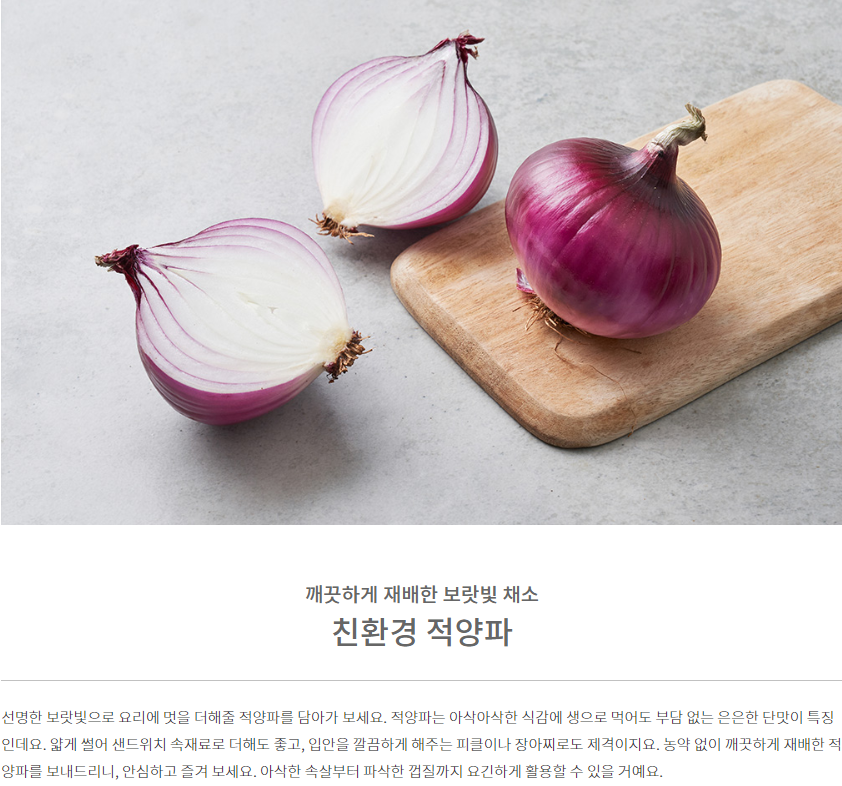 깨끗하게 재배한 보랏빛 채소
친환경 적양파
선명한 보랏빛으로 요리에 멋을 더해줄 적양파를 담아가 보세요. 적양파는 아삭아삭한 식감에 생으로 먹어도 부담 없는 은은한 단맛이 특징
인데요. 얇게 썰어 샌드위치 속재료로 더해도 좋고, 입안을 깔끔하게 해주는 피클이나 장아찌로도 제격이지요. 농약 없이 깨끗하게 재배한 적
양파를 보내드리니, 안심하고 즐겨 보세요. 아삭한 속살부터 파삭한 껍질까지 요긴하게 활용할 수 있을 거예요.